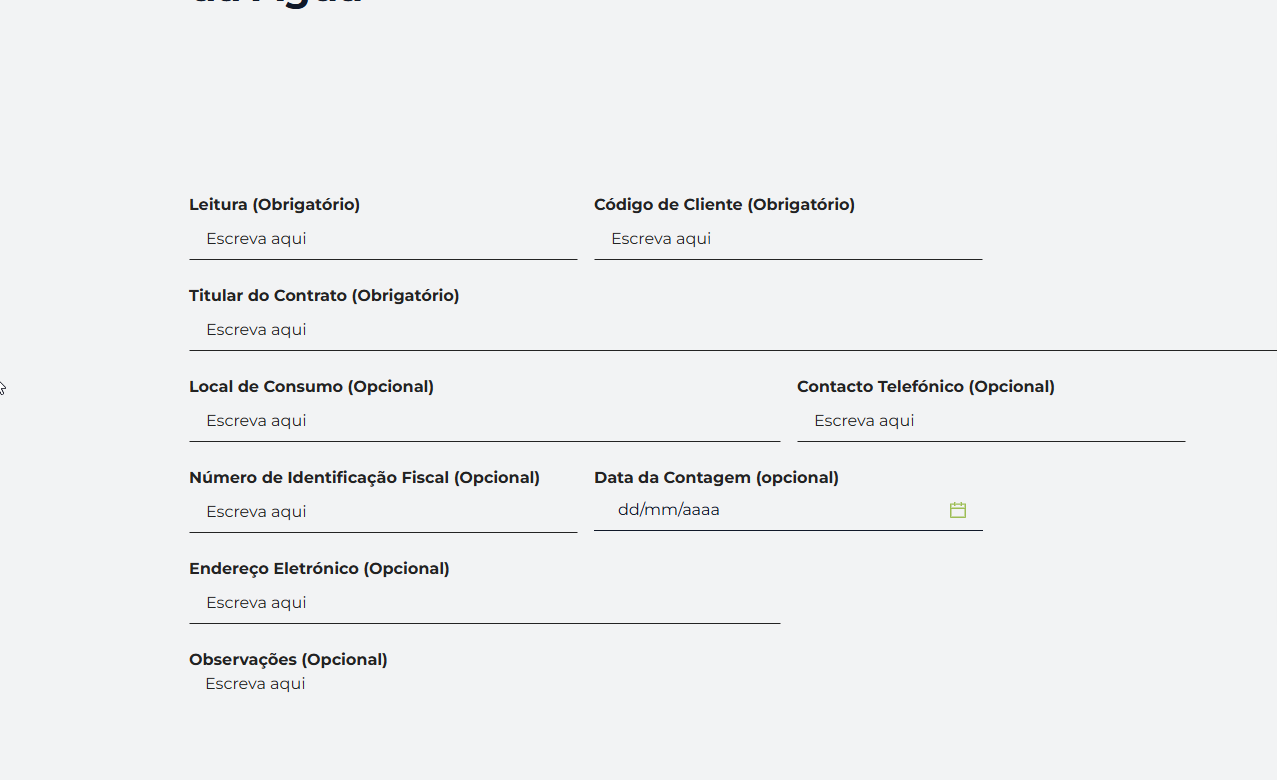 da Água
Leitura (Obrigatório) Código de Cliente (Obrigatório)
Escreva aqui Escreva aqui
Titular do Contrato (Obrigatório)
Escreva aqui
Local de Consumo (Opcional) Contacto Telefónico (Opcional)
Escreva aqui Escreva aqui
Número de Identificação Fiscal (Opcional) Data da Contagem (opcional)
Escreva aqui dd/mm/aaaa
Endereço Eletrónico (Opcional)
Escreva aqui
Observações (Opcional)
Escreva aqui